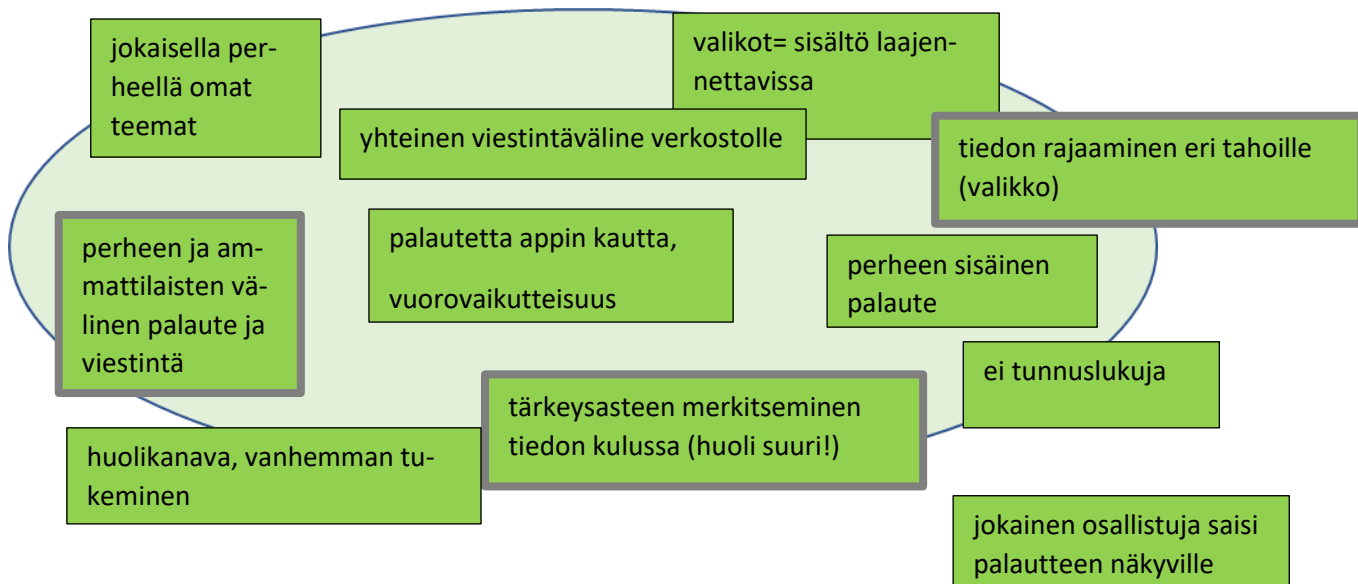 jokaisella per-
heellä omat
teemat
valikot= sisältö laajen-
nettavissa
yhteinen viestintäväline verkostolle
tiedon rajaaminen eri tahoille
(valikko)
perheen ja am-
mattilaisten vä-
linen palaute ja
viestintä
palautetta appin kautta,
vuorovaikutteisuus
perheen sisäinen
palaute
ei tunnuslukuja
tärkeysasteen merkitseminen
tiedon kulussa (huoli suuri!)
huolikanava, vanhemman tu-
keminen
jokainen osallistuja saisi
palautteen näkyville